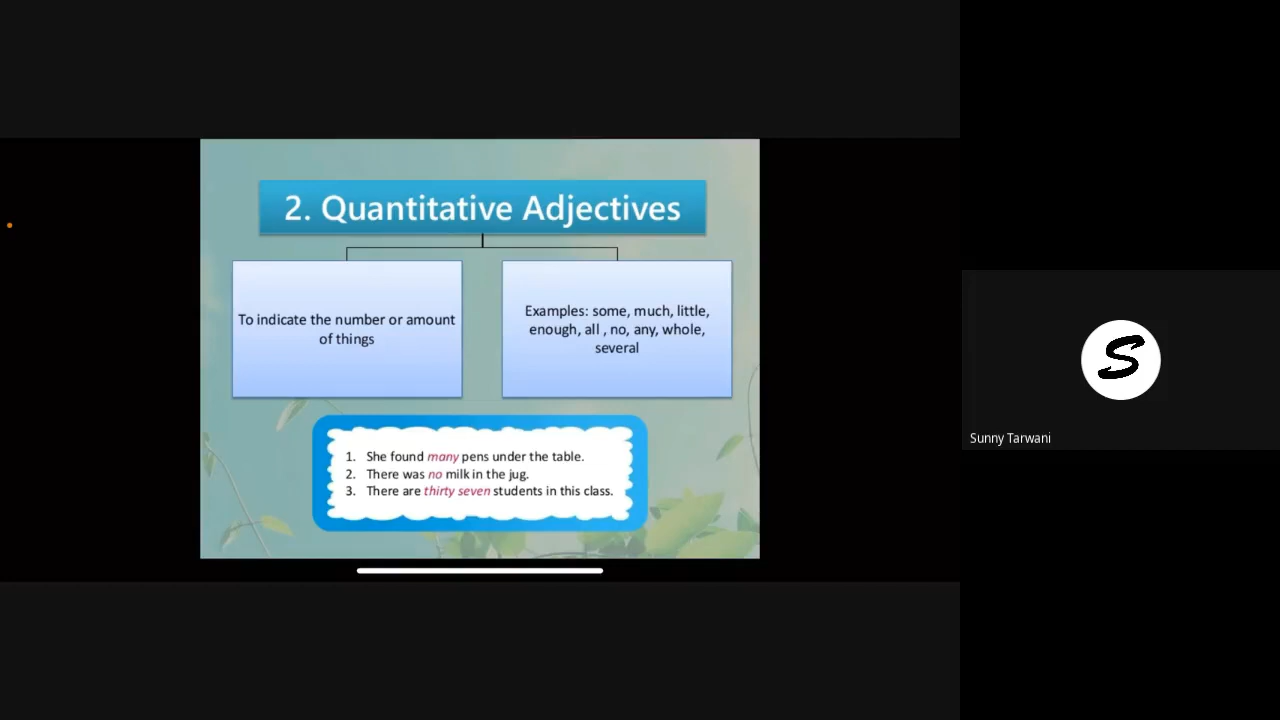 2. Quantitative Adjectives
To indicate the number or amount
of things
Examples: some, much, little,
enough, all , no, any, whole,
several
1. She found many pens under the table.
2. There was no milk in the jug.
3. There are thirty seven students in this class.
S
Sunny Tarwani